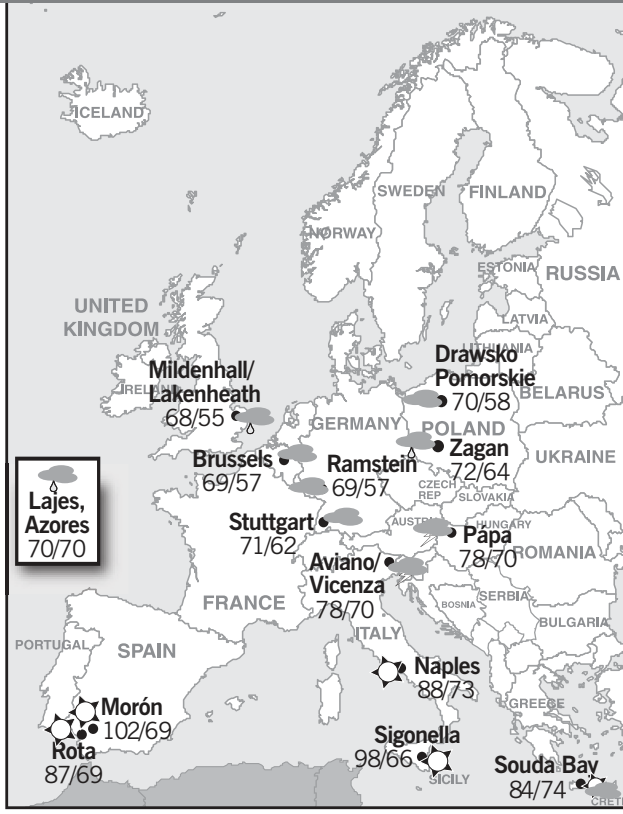 ICELAND
SWEDEN
FINLAND
NORWAY
ESTONIA
RUSSIA
LATVIA
LITHUANIA
UNITED
KINGDOM
IRELAND
Mildenhall/
Lakenheath
68/55
Drawsko
Pomorskie
70/58
BELARUS
GERMANY
POLAND
Zagan
72/64
UKRAINE
Brussels
69/57
Ramstein
69/57
CZECH
REP
SLOVAKIA
Lajes,
Azores
70/70
Stuttgart
71/62
AUSTRIA
HUNGARY
Pápa
78/70
ROMANIA
Aviano/
Vicenza
78/70
FRANCE
BOSNIA
SERBIA
BULGARIA
ITALY
PORTUGAL
SPAIN
Naples
88/73
GREECE
Morón
102/69
Rota
87/69
Sigonella
98/66
SICILY
Souda Bay
84/74
CRETE